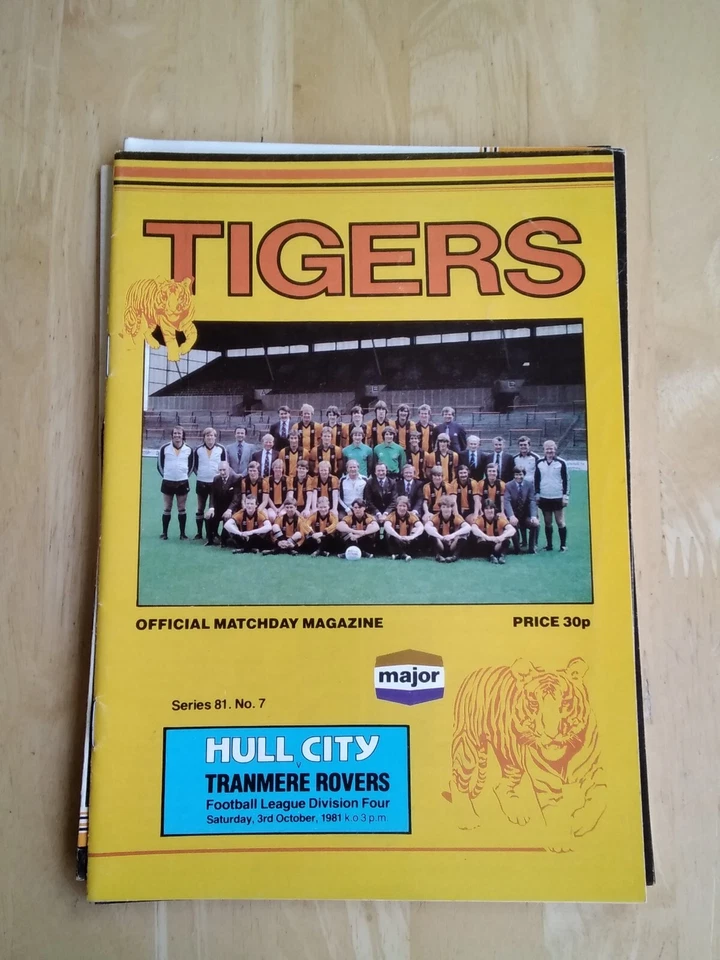 TIGERS
OFFICIAL MATCHDAY MAGAZINE PRICE 30p
major
Series 81. No. 7
HULL CITY
v
TRANMERE ROVERS
Football League Division Four
Saturday, 3rd October, 1981 k.o 3 p.m.